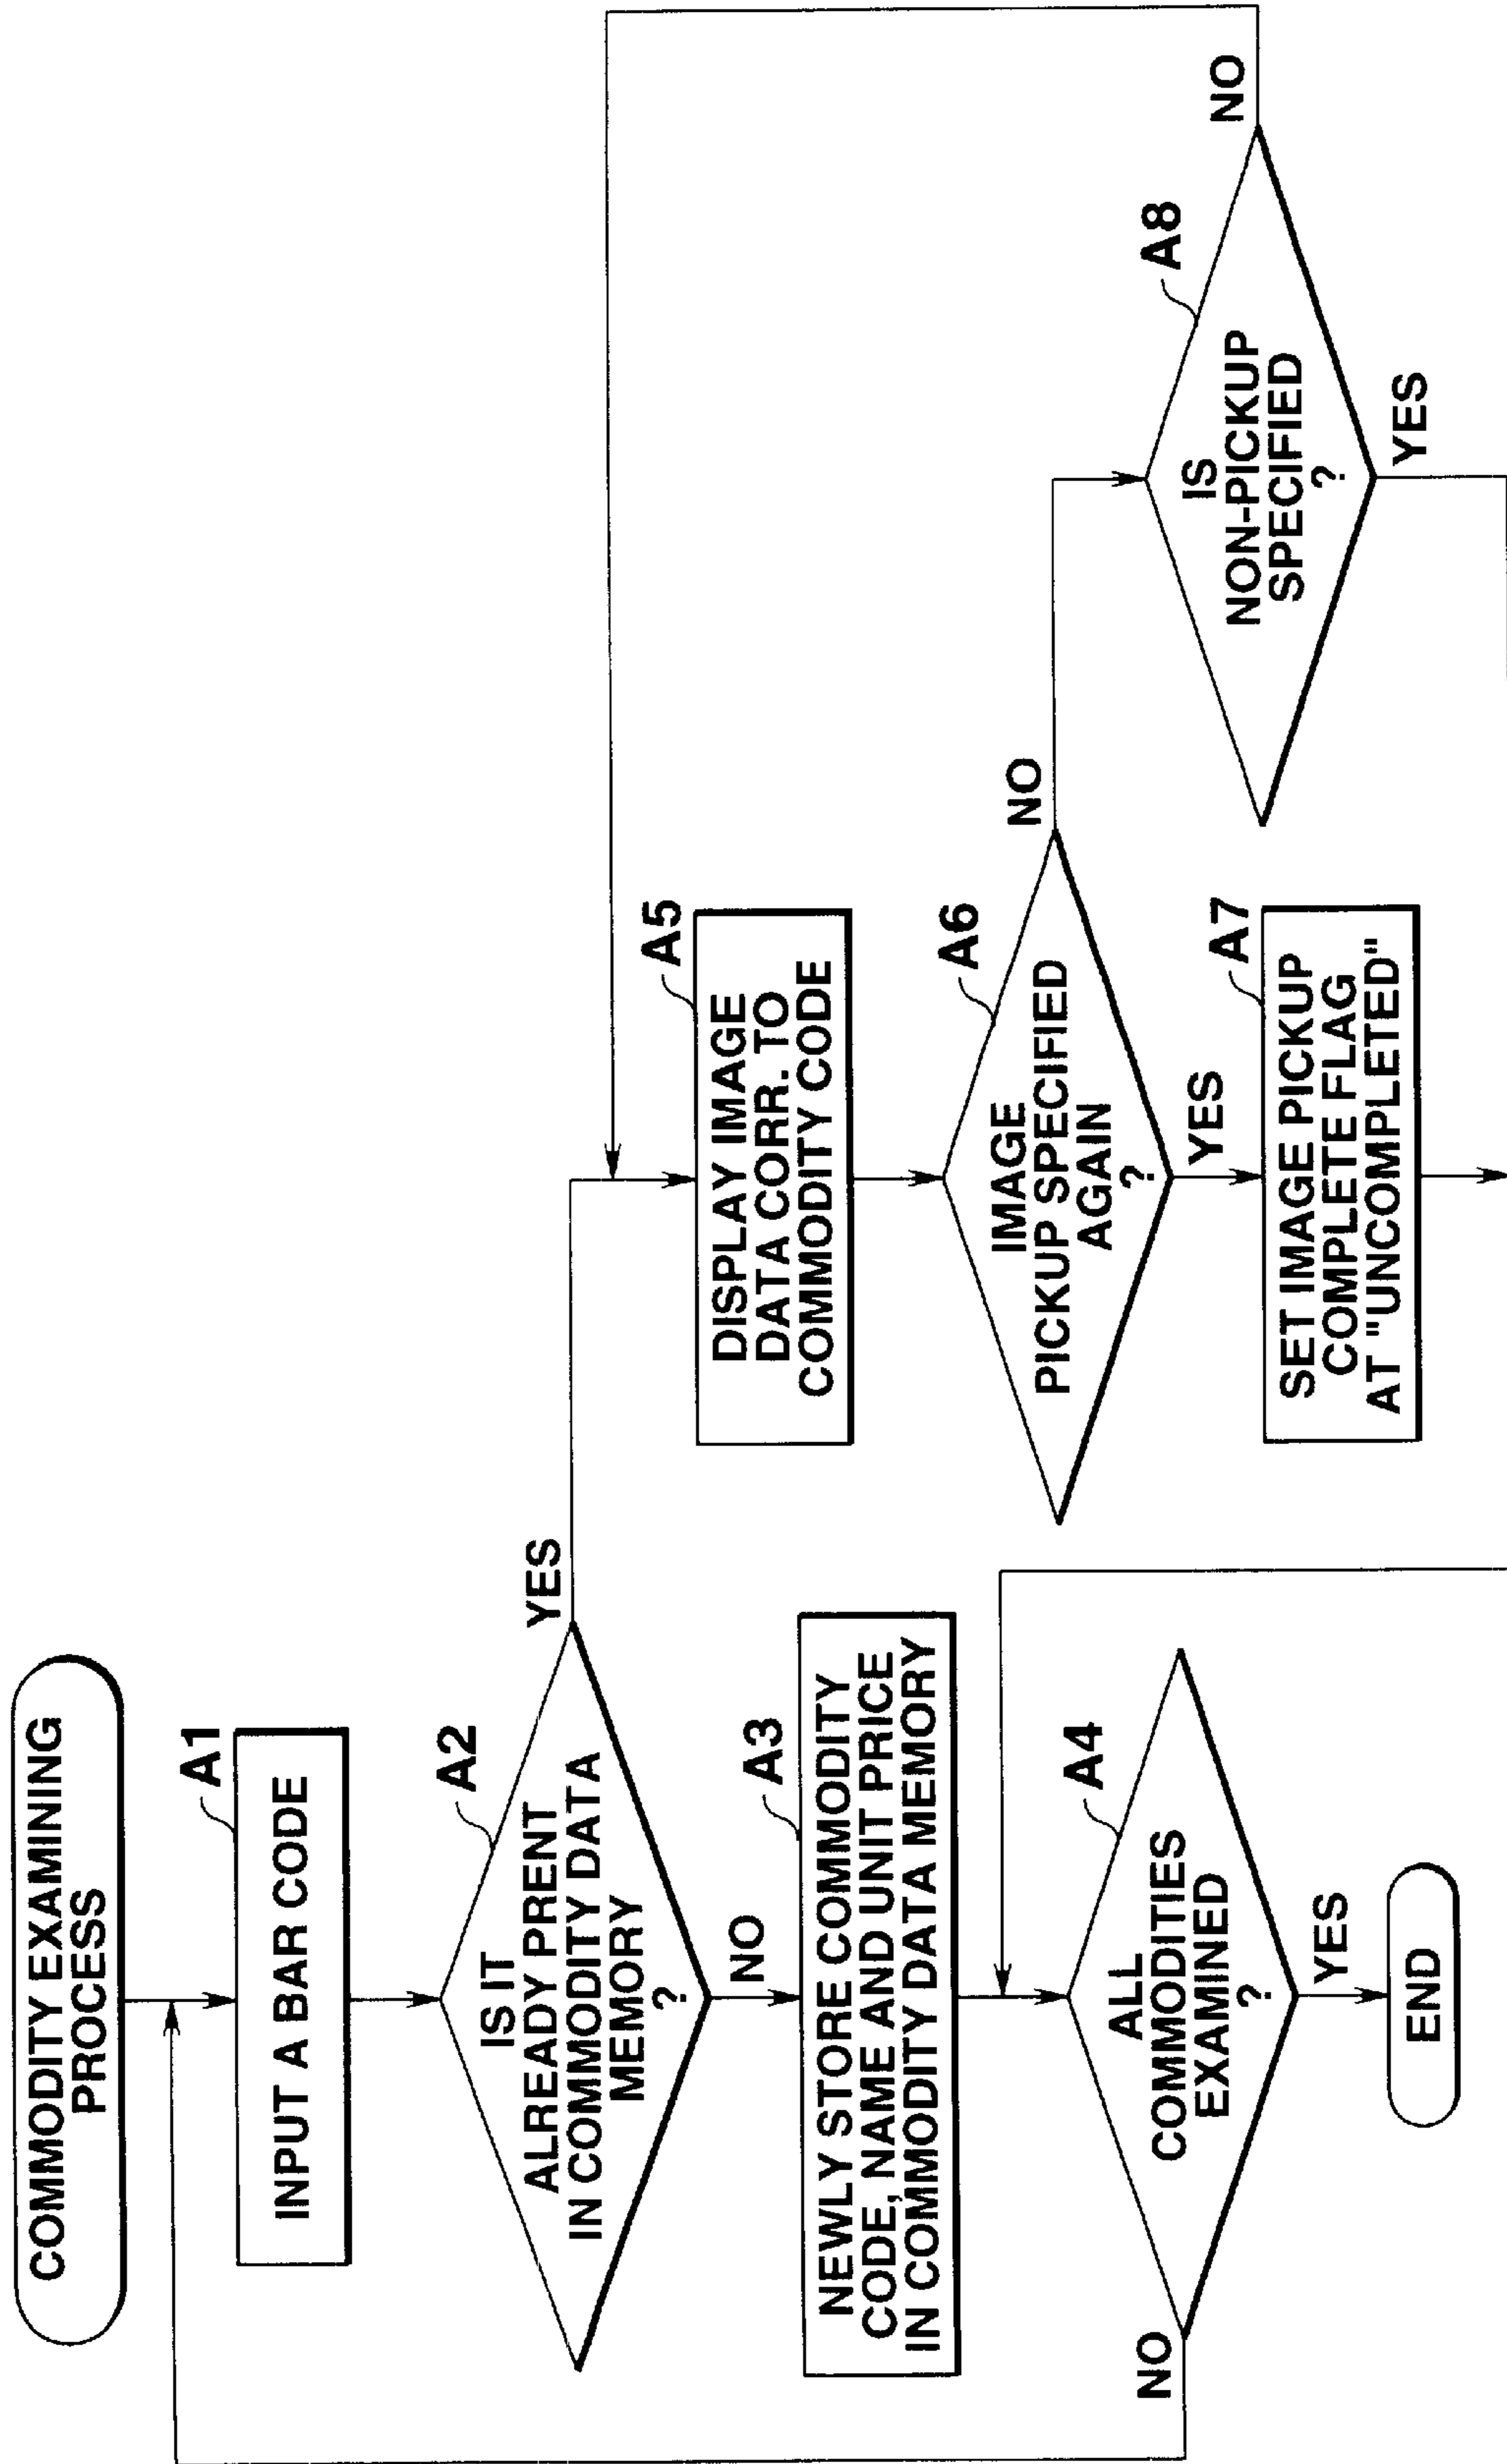 COMMODITY EXAMINING
PROCESS
A1
INPUT A BAR CODE
A2
IS IT
ALREADY PRENT
IN COMMODITY DATA
MEMORY
?
YES
NO
A3
NEWLY STORE COMMODITY
CODE, NAME AND UNIT PRICE
IN COMMODITY DATA MEMORY
A4
ALL
COMMODITIES
EXAMINED
?
NO
YES
END
A5
DISPLAY IMAGE
DATA CORR. TO
COMMODITY CODE
A6
IMAGE
PICKUP SPECIFIED
AGAIN
?
NO
YES
A7
SET IMAGE PICKUP
COMPLETE FLAG
AT "UNCOMPLETED"
A8
IS
NON-PICKUP
SPECIFIED
?
NO
YES